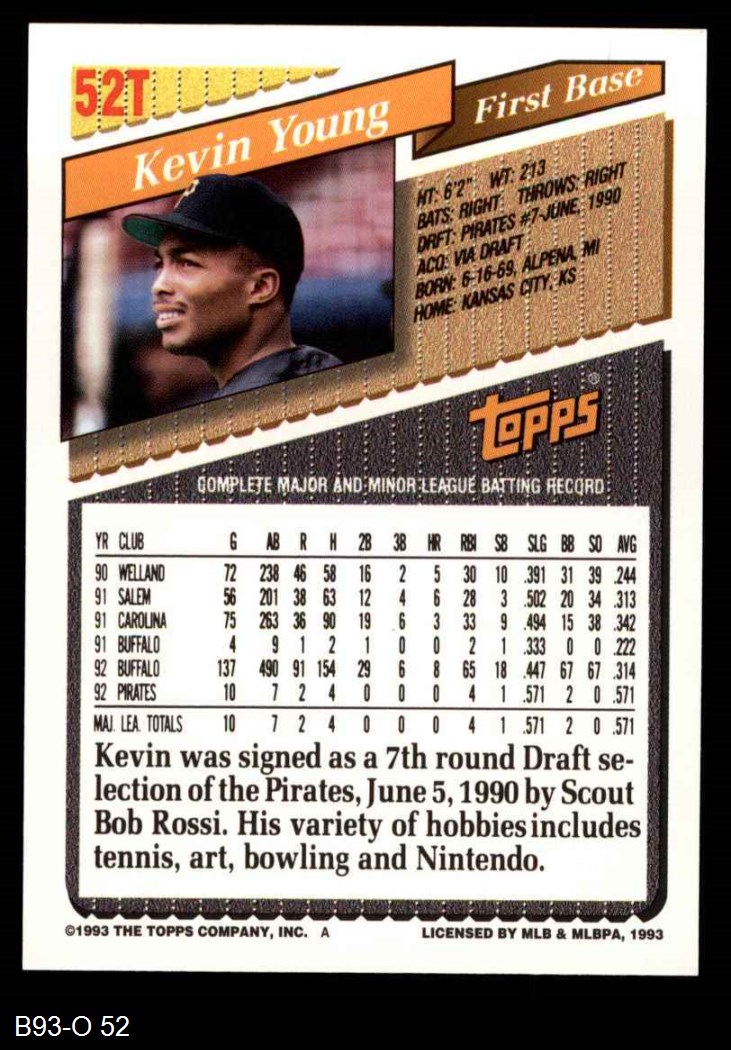 52T
Kevin Young
First Base
HT: 6'2" WT: 213
BATS: RIGHT THROWS: RIGHT
DRFT: PIRATES #7-JUNE, 1990
ACQ: VIA DRAFT
BORN: 6-16-69, ALPENA, MI
HOME: KANSAS CITY, KS
P
TOPPS®
COMPLETE MAJOR AND MINOR LEAGUE BATTING RECORD
YR CLUB G AB R H 2B 3B HR RBI SB SLG BB SO AVG
90 WELLAND 72 238 46 58 16 2 5 30 10 .391 31 39 .244
91 SALEM 56 201 38 63 12 4 6 28 3 .502 20 34 .313
91 CAROLINA 75 263 36 90 19 6 3 33 9 .494 15 38 .342
91 BUFFALO 4 9 1 2 1 0 0 2 1 .333 0 0 .222
92 BUFFALO 137 490 91 154 29 6 8 65 18 .447 67 67 .314
92 PIRATES 10 7 2 4 0 0 0 4 1 .571 2 0 .571
MAJ. LEA. TOTALS 10 7 2 4 0 0 0 4 1 .571 2 0 .571
Kevin was signed as a 7th round Draft se-
lection of the Pirates, June 5, 1990 by Scout
Bob Rossi. His variety of hobbies includes
tennis, art, bowling and Nintendo.
©1993 THE TOPPS COMPANY, INC. A
LICENSED BY MLB & MLBPA, 1993
B93-O 52